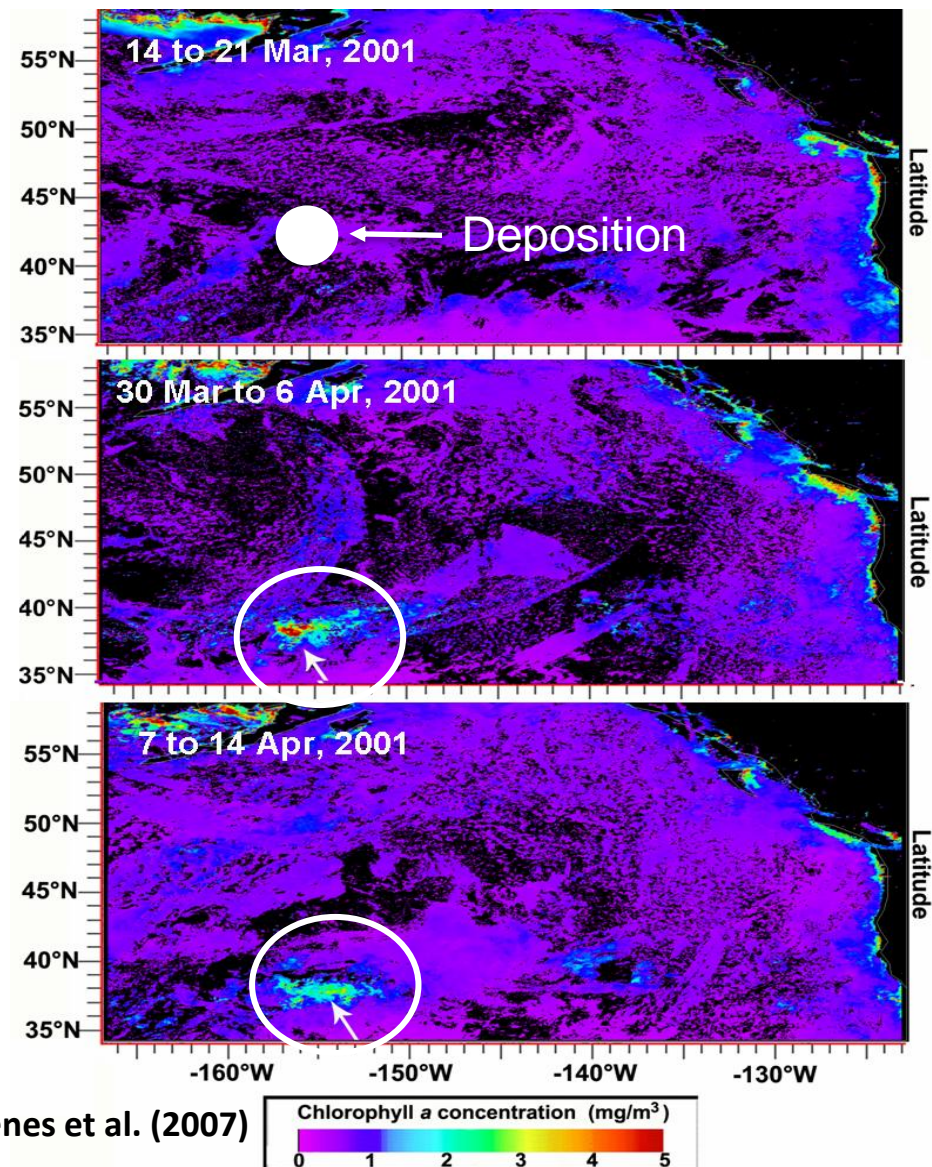 14 to 21 Mar, 2001
55°N
50°N
45°N
40°N
35°N
Latitude
Deposition
30 Mar to 6 Apr, 2001
55°N
50°N
45°N
40°N
35°N
Latitude
7 to 14 Apr, 2001
55°N
50°N
45°N
40°N
35°N
Latitude
-160°W -150°W -140°W -130°W
nes et al. (2007)
Chlorophyll a concentration (mg/m³)
0 1 2 3 4 5